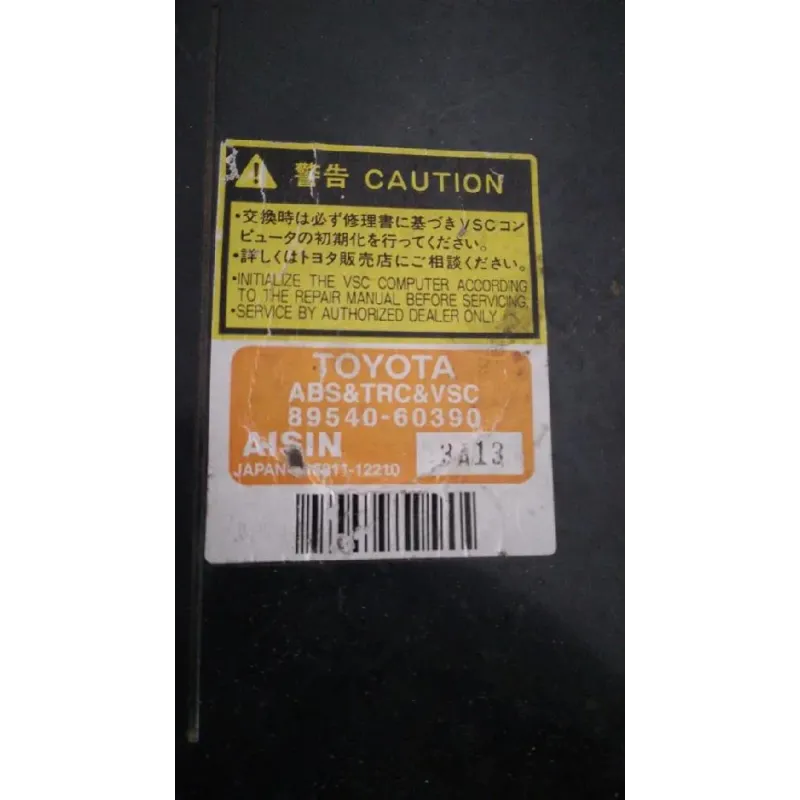 警告 CAUTION
・交換時は必ず修理書に基づきVSCコン
ピュータの初期化を行ってください。
・詳しくはトヨタ販売店にご相談ください。
・INITIALIZE THE VSC COMPUTER ACCORDING
TO THE REPAIR MANUAL BEFORE SERVICING.
・SERVICE BY AUTHORIZED DEALER ONLY
TOYOTA
ABS&TRC&VSC
89540-60390
AISIN
3A13
JAPAN